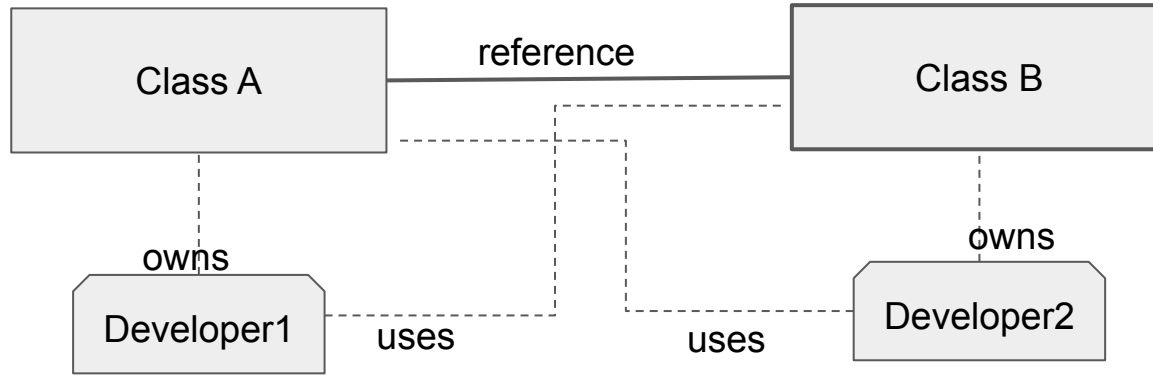 reference
Class A
Class B
owns
owns
Developer1
Developer2
uses
uses